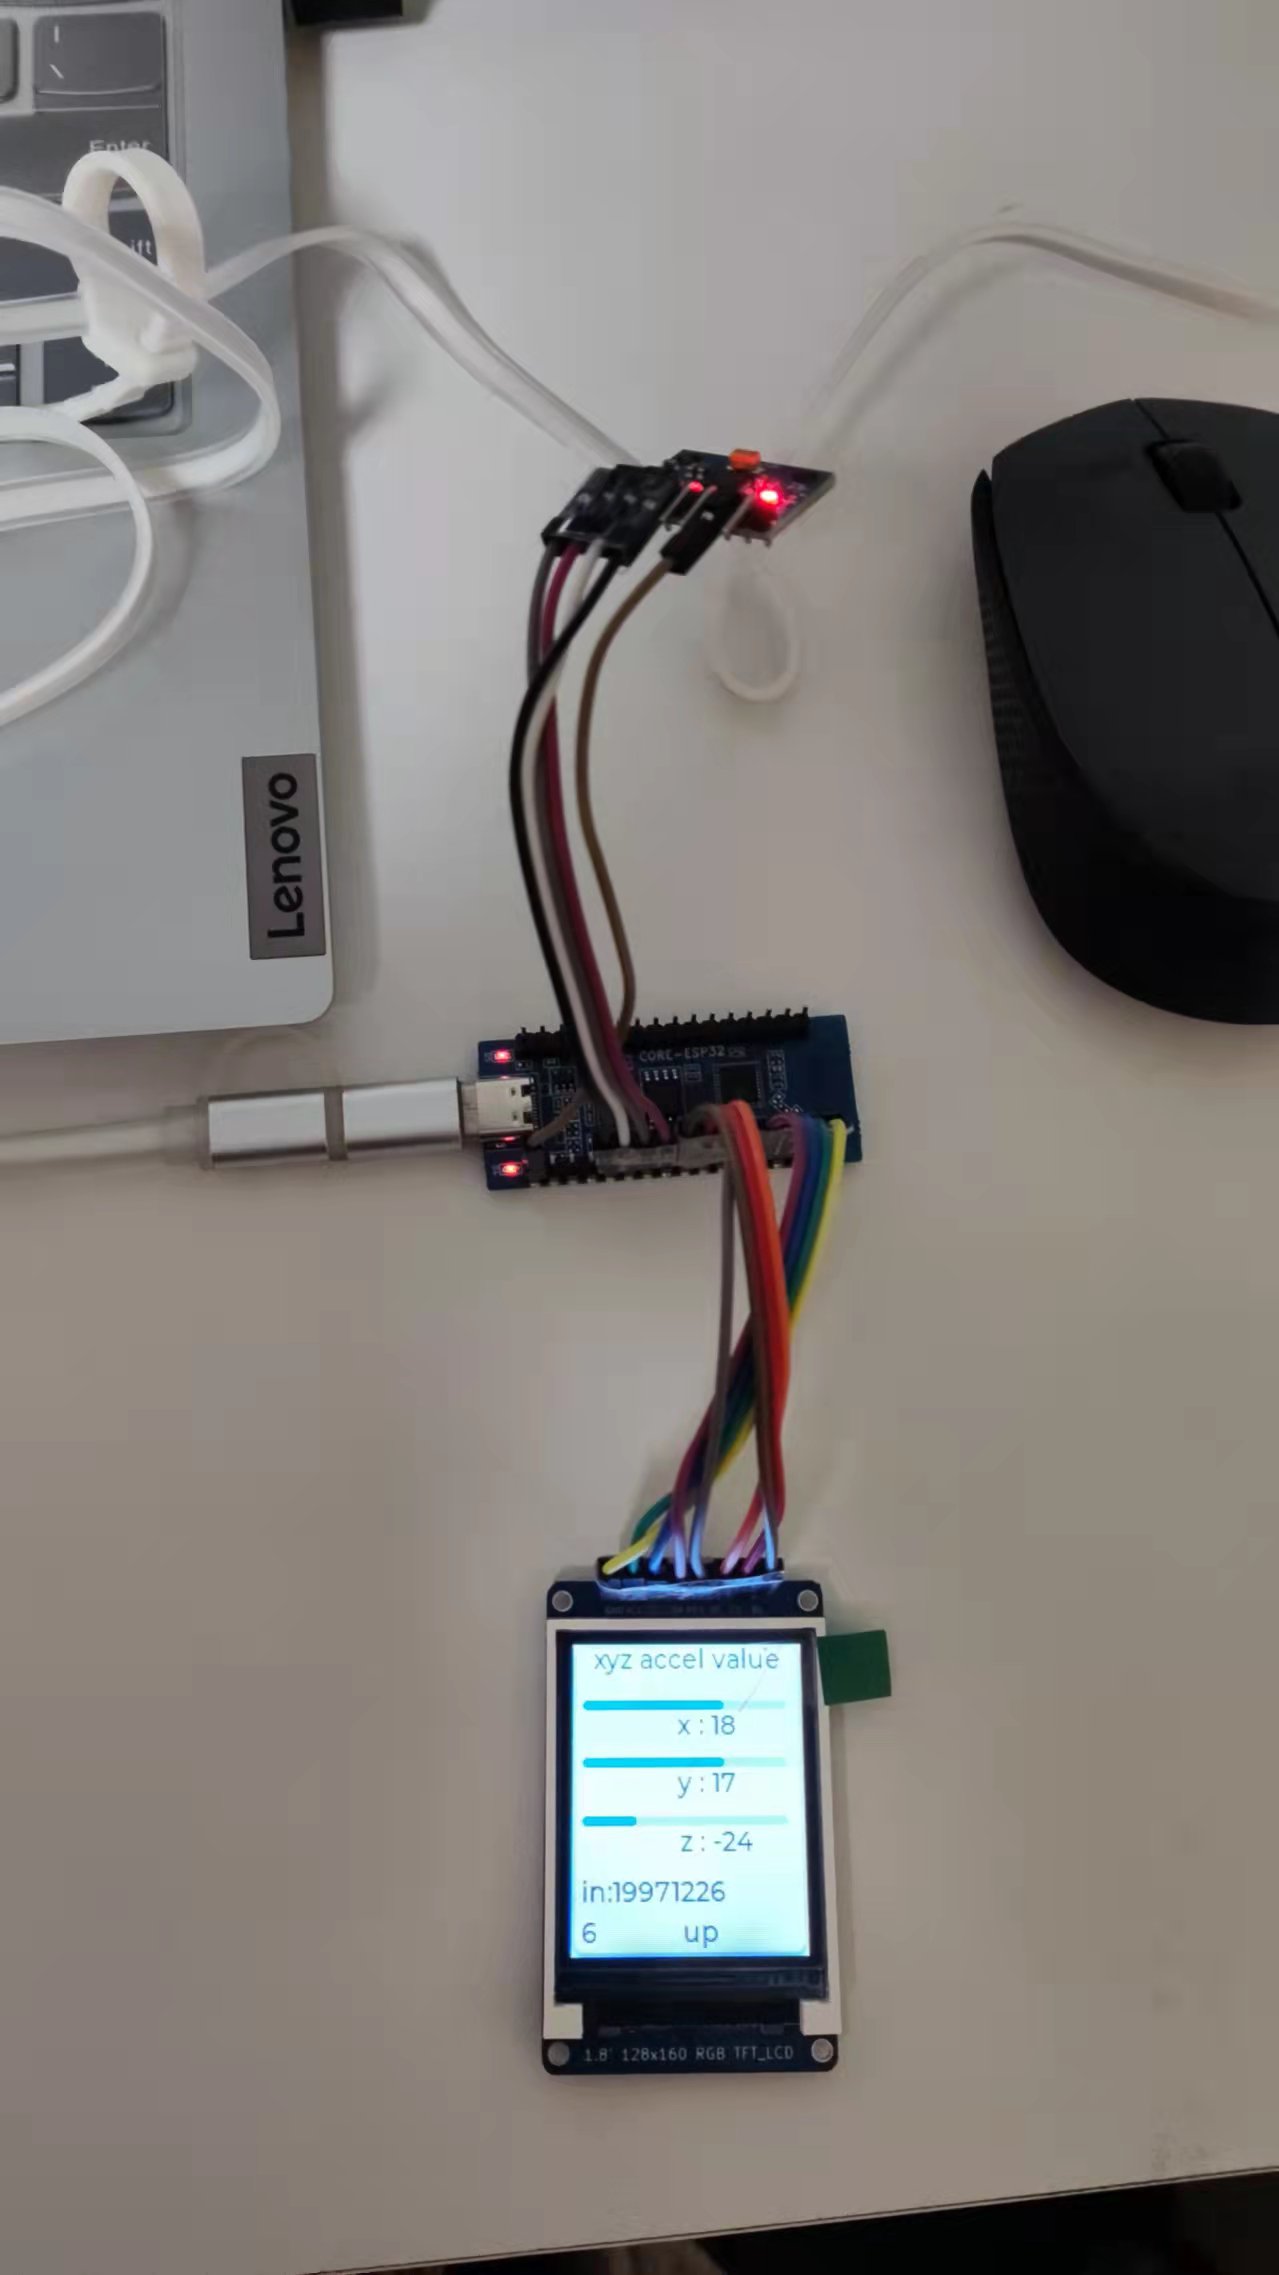 Enter
Lenovo
CORE-ESP32
xyz accel value
x : 18
y : 17
z : -24
in:19971226
6 up
1.8' 128x160 RGB TFT_LCD